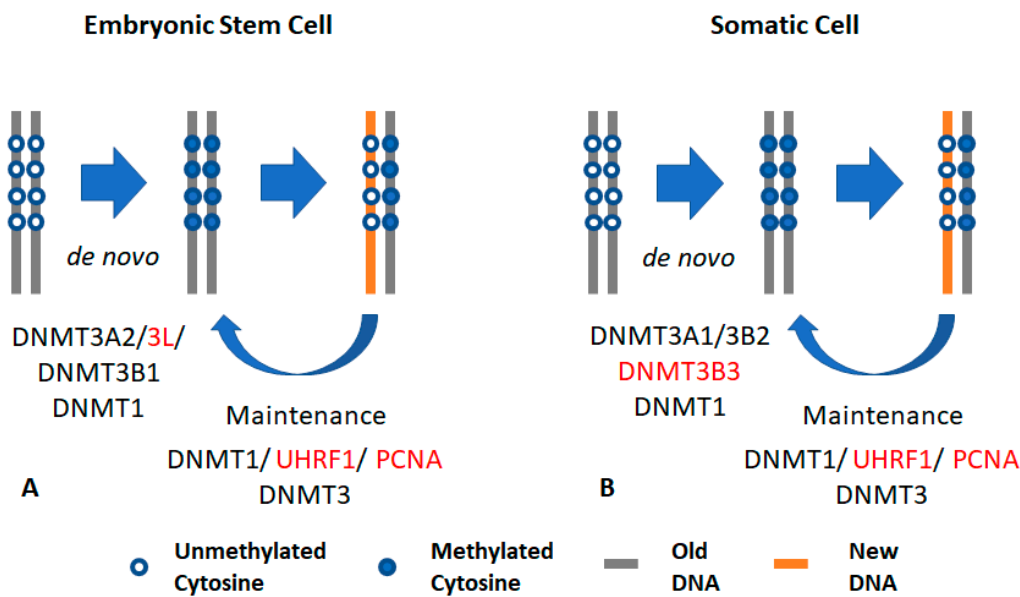 Embryonic Stem Cell
Somatic Cell
de novo
DNMT3A2/3L/
DNMT3B1
DNMT1
Maintenance
DNMT1/ UHRF1/ PCNA
DNMT3
A
de novo
DNMT3A1/3B2
DNMT3B3
DNMT1
Maintenance
DNMT1/ UHRF1/ PCNA
DNMT3
B
Unmethylated
Cytosine
Methylated
Cytosine
Old
DNA
New
DNA